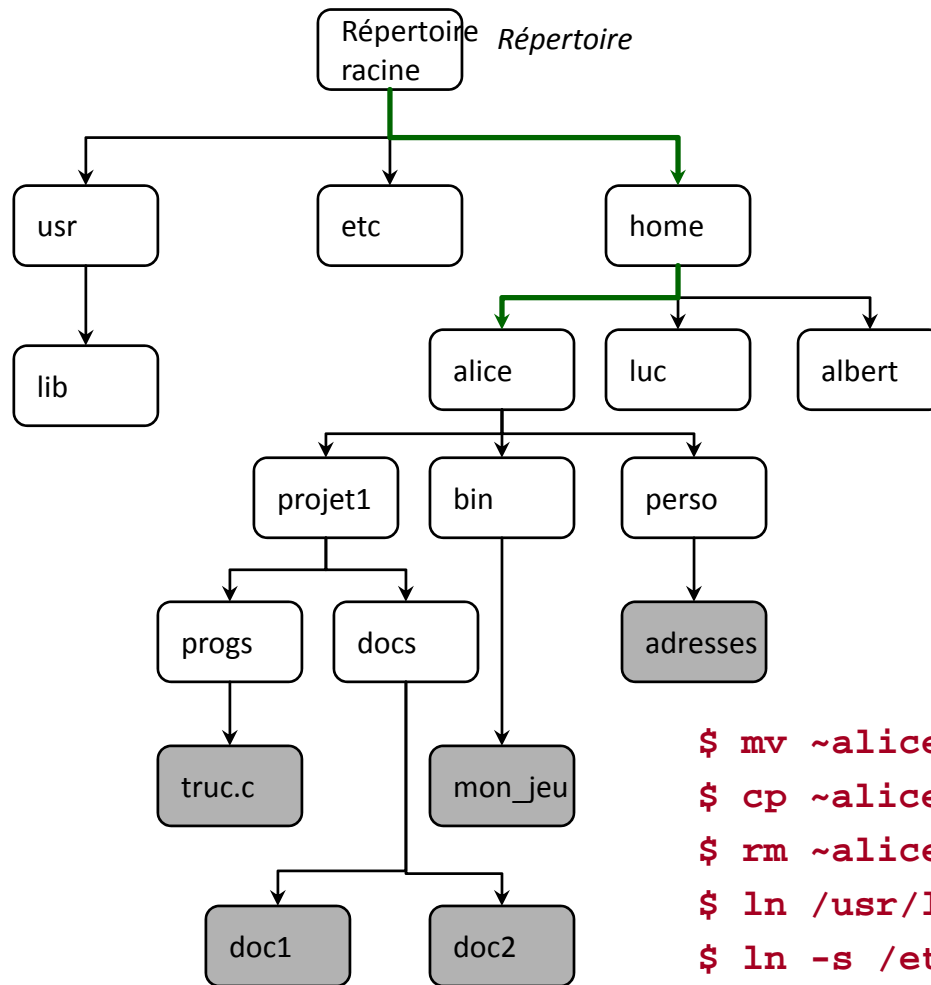 Répertoire
racine
Répertoire
usr
etc
home
lib
alice
luc
albert
projet1
bin
perso
progs
docs
adresses
truc.c
mon_jeu
doc1
doc2
$ mv ~alice
$ cp ~alice
$ rm ~alice
$ ln /usr/l
$ ln -s /et